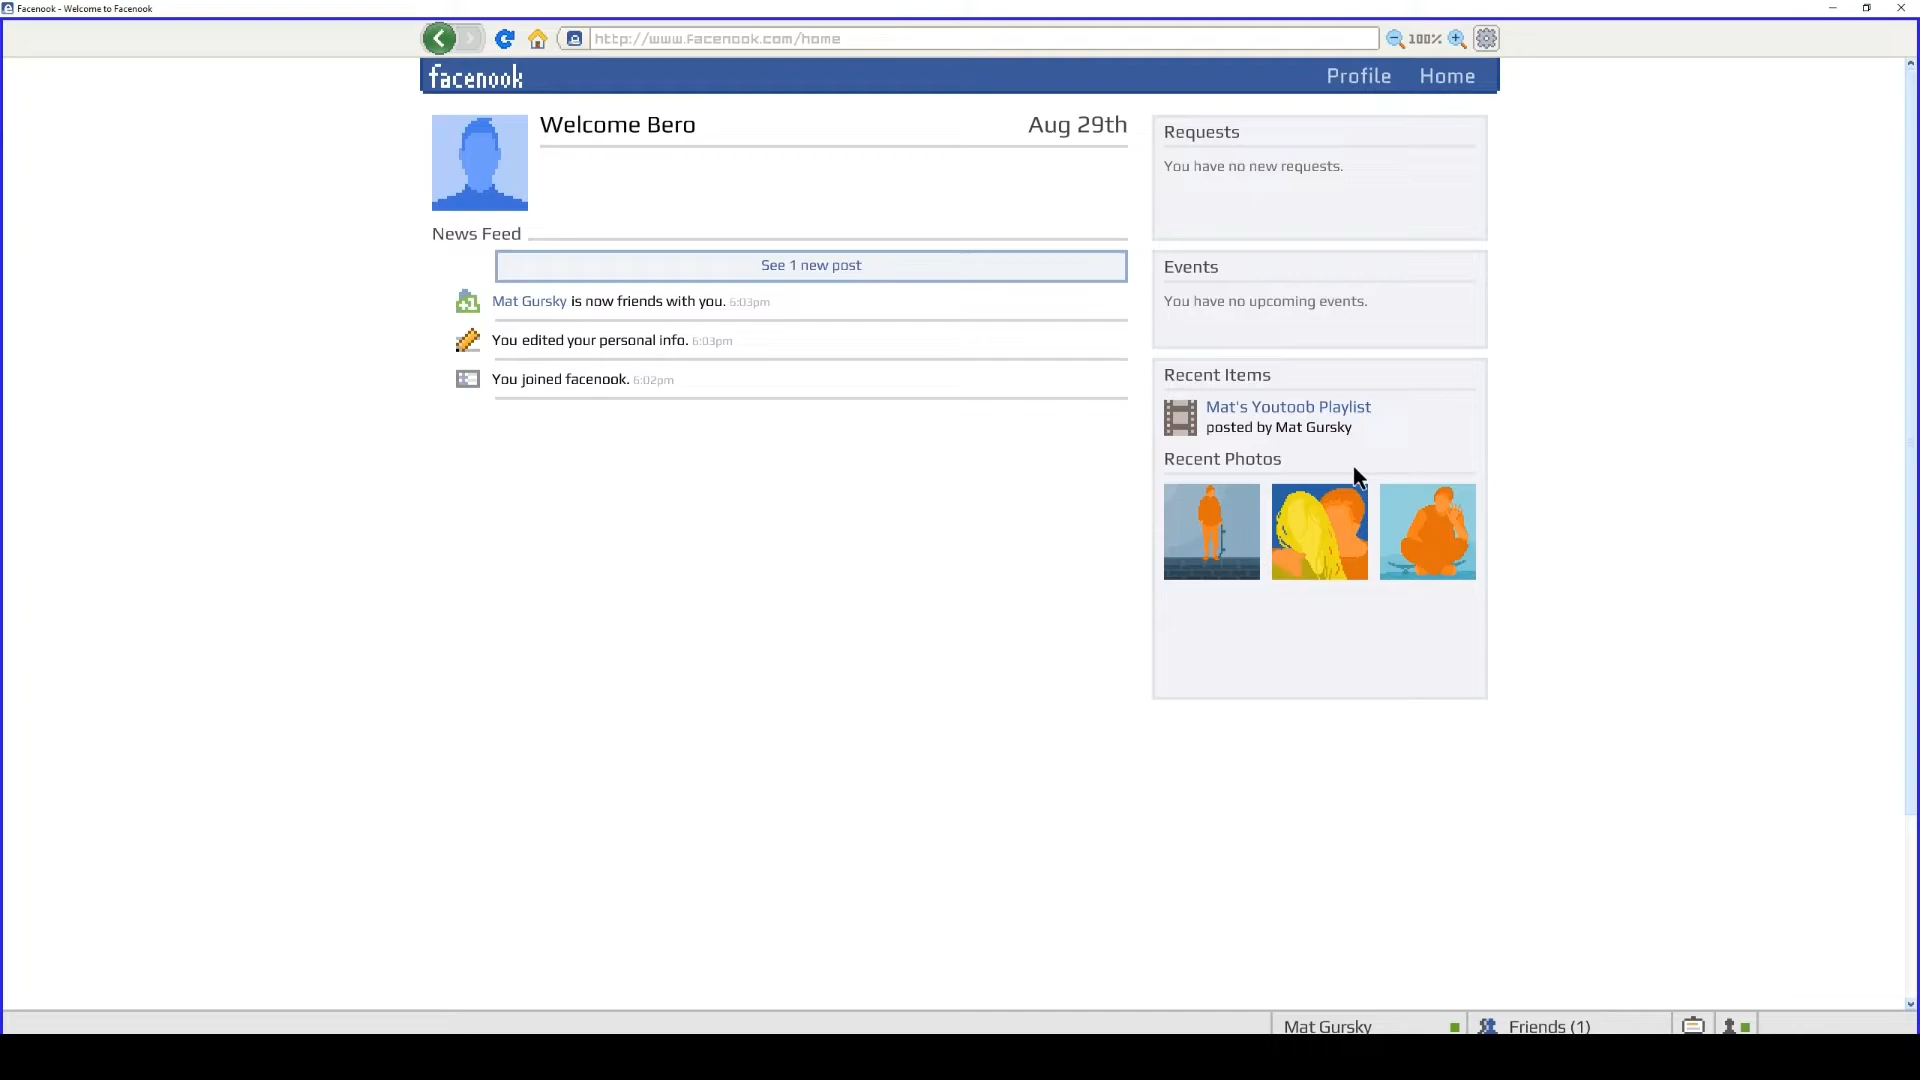 Facenook - Welcome to Facenook
http://www.facenook.com/home
100%
facenook
Profile Home
Welcome Bero
Aug 29th
News Feed
See 1 new post
Mat Gursky is now friends with you. 6:03pm
You edited your personal info. 6:03pm
You joined facenook. 6:02pm
Requests
You have no new requests.
Events
You have no upcoming events.
Recent Items
Mat's Youtoob Playlist
posted by Mat Gursky
Recent Photos
Mat Gursky
Friends (1)